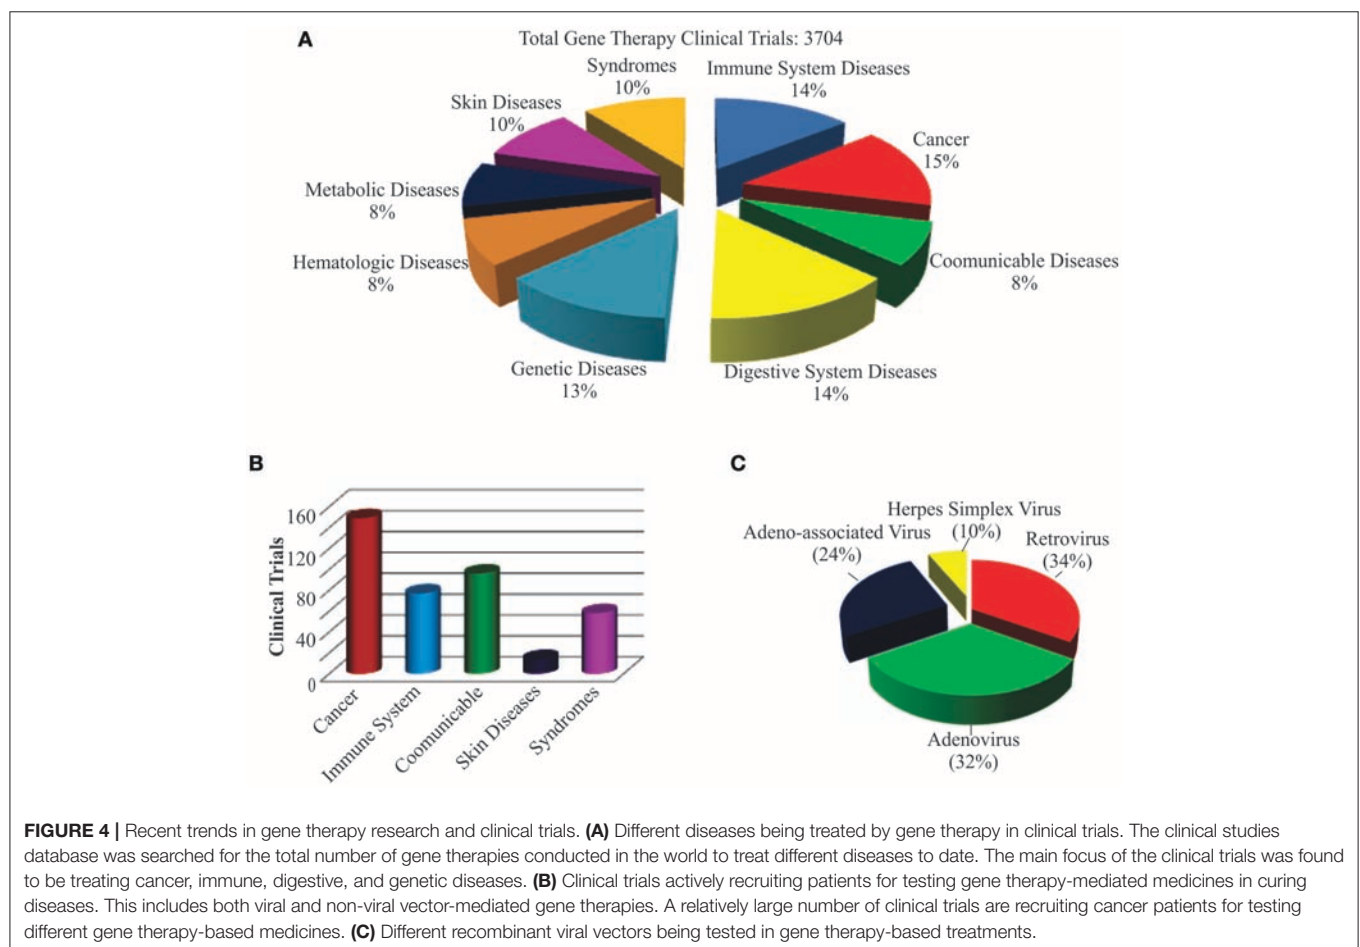 A
Total Gene Therapy Clinical Trials: 3704
Syndromes
10%
Immune System Diseases
14%
Skin Diseases
10%
Cancer
15%
Metabolic Diseases
8%
Hematologic Diseases
8%
Coomunicable Diseases
8%
Genetic Diseases
13%
Digestive System Diseases
14%
B
Clinical Trials
160
120
80
40
0
Cancer
Immune System
Coomunicable
Skin Diseases
Syndromes
C
Herpes Simplex Virus
(10%)
Adeno-associated Virus
(24%)
Retrovirus
(34%)
Adenovirus
(32%)
FIGURE 4 | Recent trends in gene therapy research and clinical trials. (A) Different diseases being treated by gene therapy in clinical trials. The clinical studies
database was searched for the total number of gene therapies conducted in the world to treat different diseases to date. The main focus of the clinical trials was found
to be treating cancer, immune, digestive, and genetic diseases. (B) Clinical trials actively recruiting patients for testing gene therapy-mediated medicines in curing
diseases. This includes both viral and non-viral vector-mediated gene therapies. A relatively large number of clinical trials are recruiting cancer patients for testing
different gene therapy-based medicines. (C) Different recombinant viral vectors being tested in gene therapy-based treatments.